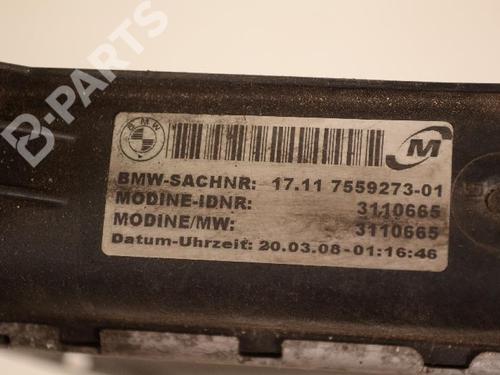 B-PARTS
BMW
M
BMW-SACHNR: 17.11 7559273-01
MODINE-IDNR: 3110665
MODINE/MW: 3110665
Datum-Uhrzeit: 20.03.08-01:16:46